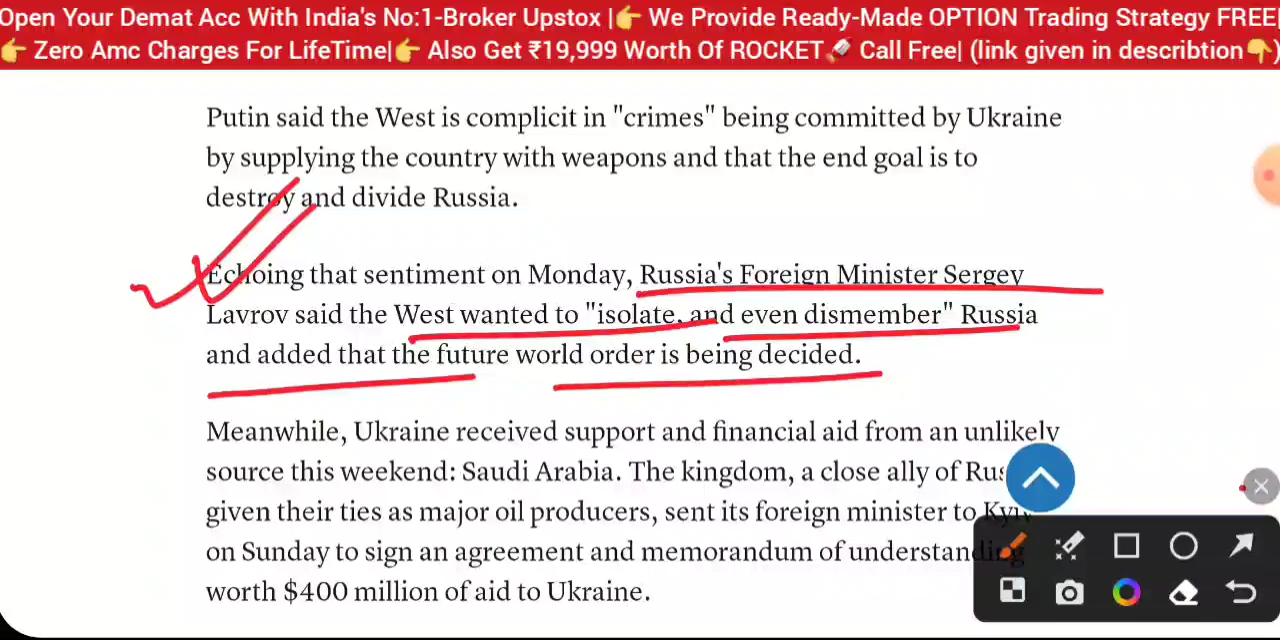 Open Your Demat Acc With India's No:1-Broker Upstox |👉 We Provide Ready-Made OPTION Trading Strategy FREE|
👉 Zero Amc Charges For LifeTime|👉 Also Get ₹19,999 Worth Of ROCKET🚀 Call Free| (link given in describtion👇)
Putin said the West is complicit in "crimes" being committed by Ukraine
by supplying the country with weapons and that the end goal is to
destroy and divide Russia.
Echoing that sentiment on Monday, Russia's Foreign Minister Sergey
Lavrov said the West wanted to "isolate, and even dismember" Russia
and added that the future world order is being decided.
Meanwhile, Ukraine received support and financial aid from an unlikely
source this weekend: Saudi Arabia. The kingdom, a close ally of
given their ties as major oil producers, sent its foreign minister to Kyiv
on Sunday to sign an agreement and memorandum of understanding
worth $400 million of aid to Ukraine.